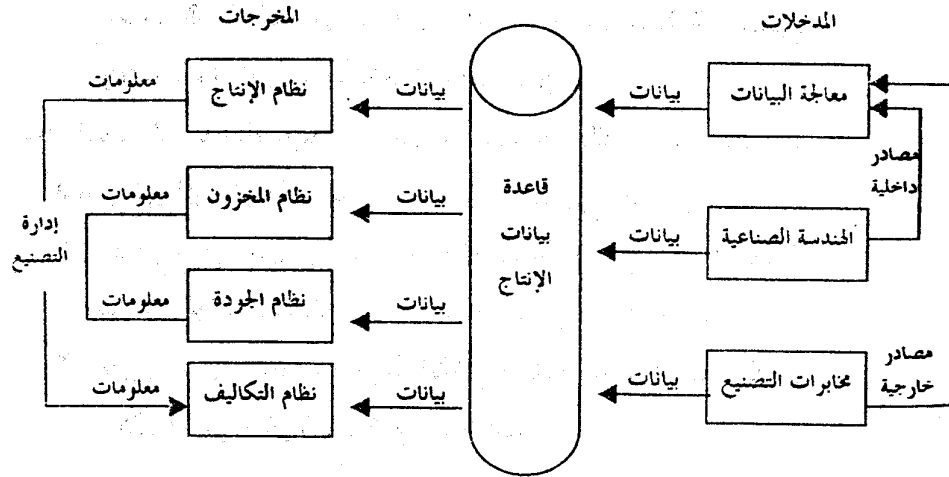 المدخلات
المخرجات
معالجة البيانات
بيانات
بيانات
نظام الإنتاج
معلومات
مصادر
داخلية
قاعدة
بيانات
الإنتاج
بيانات
نظام المخزون
معلومات
إدارة
التصنيع
الهندسة الصناعية
بيانات
بيانات
نظام الجودة
معلومات
مصادر
خارجية
مخابرات التصنيع
بيانات
بيانات
نظام التكاليف
معلومات